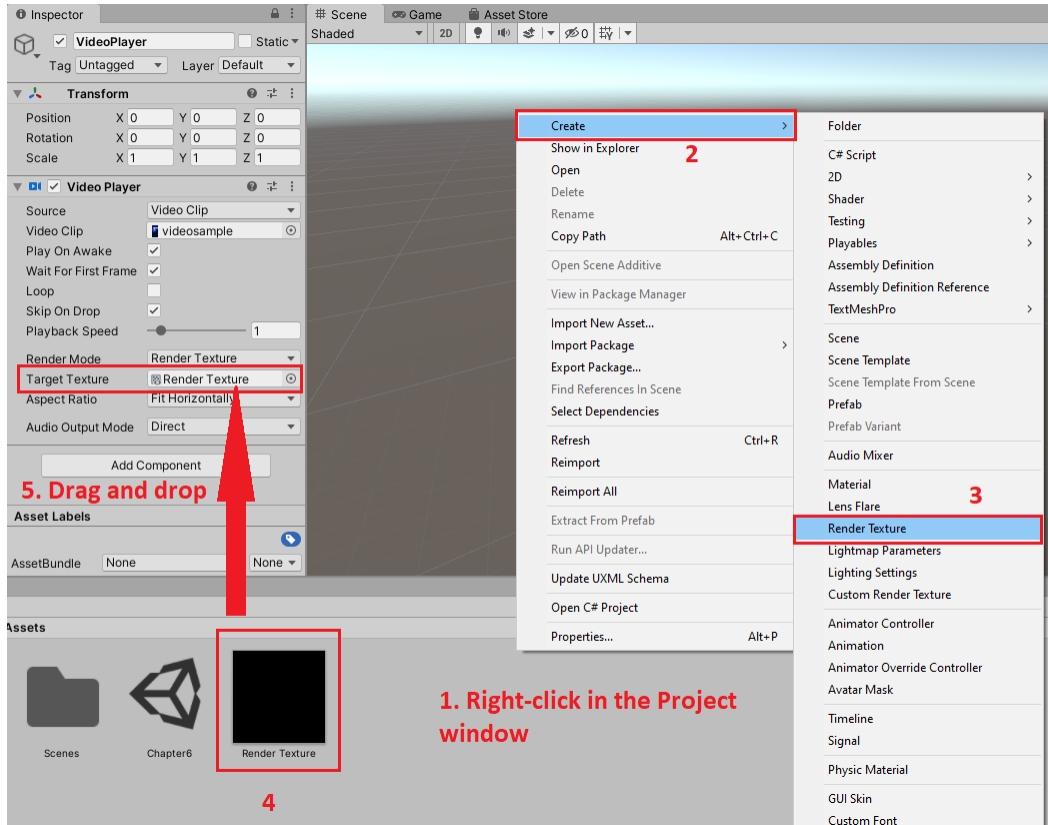 Inspector
VideoPlayer Static
Tag Untagged Layer Default
Transform
Position X 0 Y 0 Z 0
Rotation X 0 Y 0 Z 0
Scale X 1 Y 1 Z 1
Video Player
Source Video Clip
Video Clip videosample
Play On Awake
Wait For First Frame
Loop
Skip On Drop
Playback Speed 1
Render Mode Render Texture
Target Texture Render Texture
Aspect Ratio Fit Horizontally
Audio Output Mode Direct
Add Component
5. Drag and drop
Asset Labels
AssetBundle None None
Scene Game Asset Store
Shaded 2D 0
Create
2
Show in Explorer
Open
Delete
Rename
Copy Path Alt+Ctrl+C
Open Scene Additive
View in Package Manager
Import New Asset...
Import Package
Export Package...
Find References In Scene
Select Dependencies
Refresh Ctrl+R
Reimport
Reimport All
Extract From Prefab
Run API Updater...
Update UXML Schema
Open C# Project
Properties... Alt+P
Folder
C# Script
2D
Shader
Testing
Playables
Assembly Definition
Assembly Definition Reference
TextMeshPro
Scene
Scene Template
Scene Template From Scene
Prefab
Prefab Variant
Audio Mixer
Material
3
Lens Flare
Render Texture
Lightmap Parameters
Lighting Settings
Custom Render Texture
Animator Controller
Animation
Animator Override Controller
Avatar Mask
Timeline
Signal
Physic Material
GUI Skin
Custom Font
Assets
Scenes Chapter6 Render Texture
4
1. Right-click in the Project
window